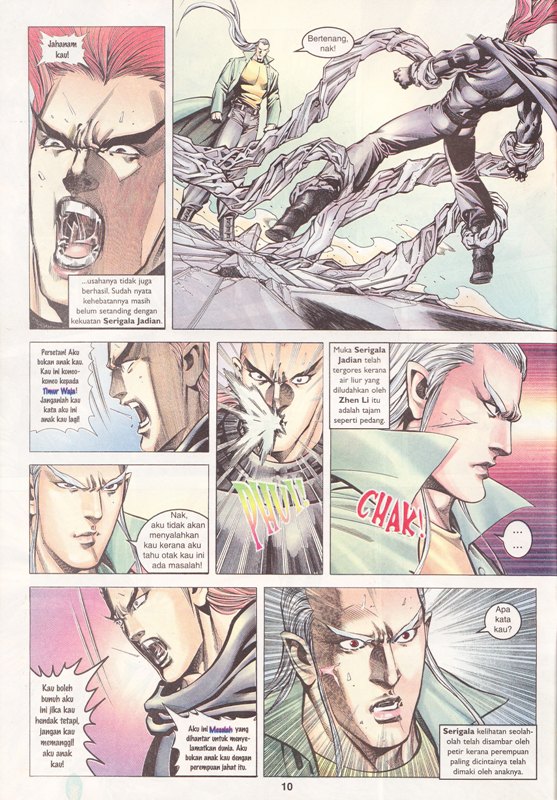 Jahanam
kau!
Bertenang,
nak!
...usahanya tidak juga
berhasil. Sudah nyata
kehebatannya masih
belum setanding dengan
kekuatan Serigala Jadian.
Persetan! Aku
bukan anak kau.
Kau ini konco-
konco kepada
Timur Waja!
Janganlah kau
kata aku ini
anak kau lagi!
PHUI!
Muka Serigala
Jadian telah
tergores kerana
air liur yang
diludahkan oleh
Zhen Li itu
adalah tajam
seperti pedang.
CHAK!
...
...
Nak,
aku tidak akan
menyalahkan
kau kerana aku
tahu otak kau ini
ada masalah!
Kau boleh
bunuh aku
ini jika kau
hendak tetapi,
jangan kau
memanggil
aku anak
kau!
Aku ini Messiah yang
dihantar untuk menye-
lamatkan dunia. Aku
bukan anak kau dengan
perempuan jahat itu.
Apa
kata
kau?
Serigala kelihatan seolah-
olah telah disambar oleh
petir kerana perempuan
paling dicintainya telah
dimaki oleh anaknya.
10